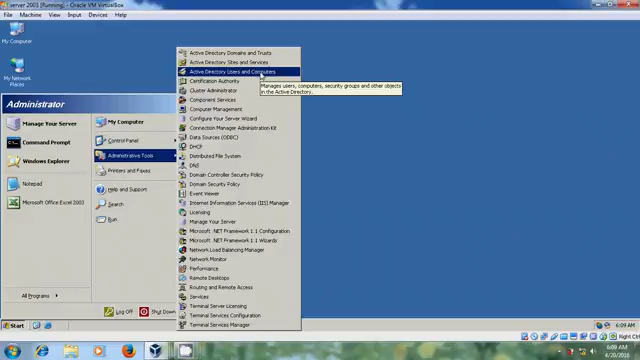 server 2003 [Running] - Oracle VM VirtualBox
File Machine View Input Devices Help
My Computer
My Network
Places
Administrator
Manage Your Server
Command Prompt
Windows Explorer
Notepad
Microsoft Office Excel 2003
All Programs
My Computer
Control Panel
Administrative Tools
Printers and Faxes
Help and Support
Search
Run
Log Off
Shut Down
Active Directory Domains and Trusts
Active Directory Sites and Services
Active Directory Users and Computers
Certification Authority
Cluster Administrator
Component Services
Computer Management
Configure Your Server Wizard
Connection Manager Administration Kit
Data Sources (ODBC)
DHCP
Distributed File System
DNS
Domain Controller Security Policy
Domain Security Policy
Event Viewer
Internet Information Services (IIS) Manager
Licensing
Manage Your Server
Microsoft .NET Framework 1.1 Configuration
Microsoft .NET Framework 1.1 Wizards
Network Load Balancing Manager
Network Monitor
Performance
Remote Desktops
Routing and Remote Access
Services
Terminal Server Licensing
Terminal Services Configuration
Terminal Services Manager
Manages users, computers, security groups and other objects
in the Active Directory.
Start
6:09 AM
Right Ctrl
6:09 AM
4/20/2016